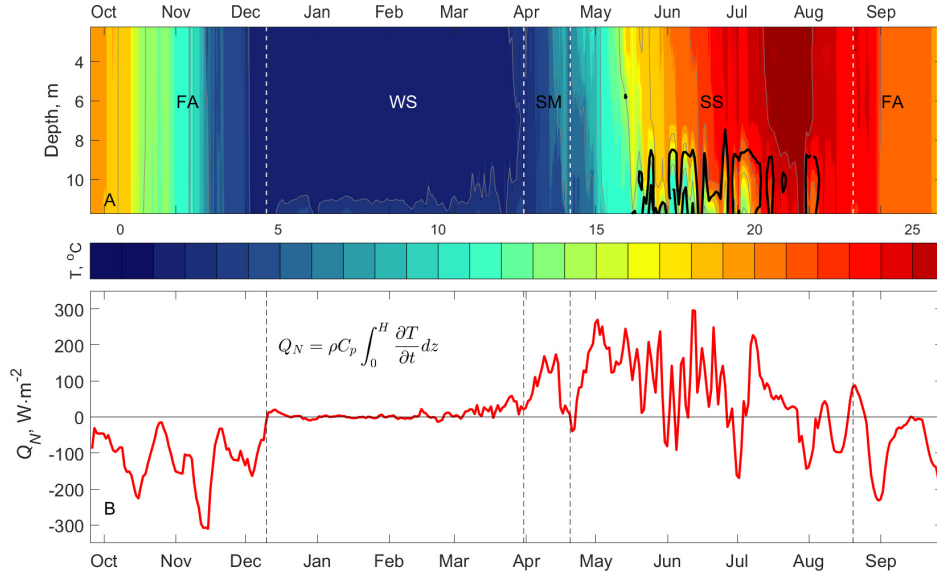 Oct Nov Dec Jan Feb Mar Apr May Jun Jul Aug Sep
Depth, m
4
6
8
10
FA WS SM SS FA
A
0 5 10 15 20 25
T, °C
Q_N, W·m⁻²
300
200
100
0
-100
-200
-300
Q_N = ρC_p ∫₀ᴴ ∂T/∂t dz
B
Oct Nov Dec Jan Feb Mar Apr May Jun Jul Aug Sep